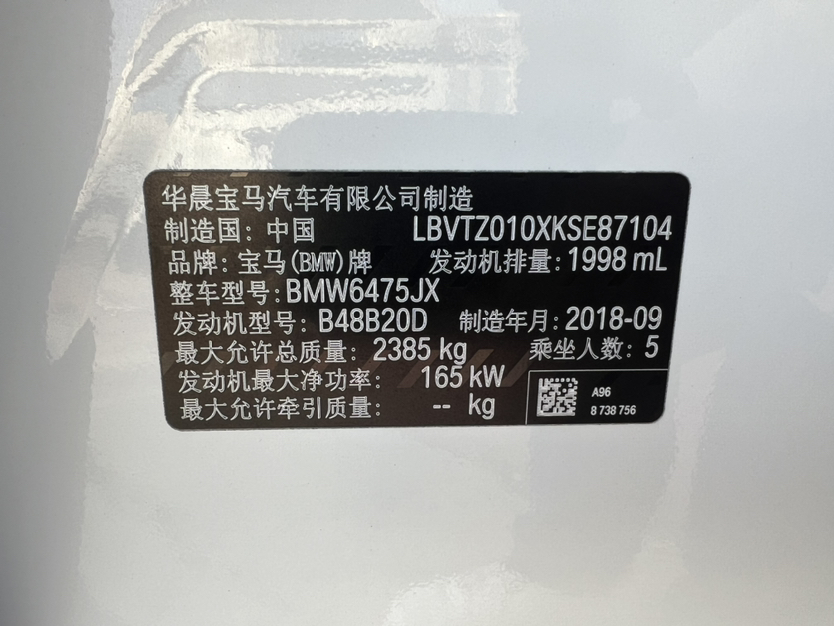 华晨宝马汽车有限公司制造
制造国: 中国 LBVTZ010XKSE87104
品牌: 宝马(BMW)牌 发动机排量: 1998 mL
整车型号: BMW6475JX
发动机型号: B48B20D 制造年月: 2018-09
最大允许总质量: 2385 kg 乘坐人数: 5
发动机最大净功率: 165 kW
最大允许牵引质量: -- kg
A96
8 738 756